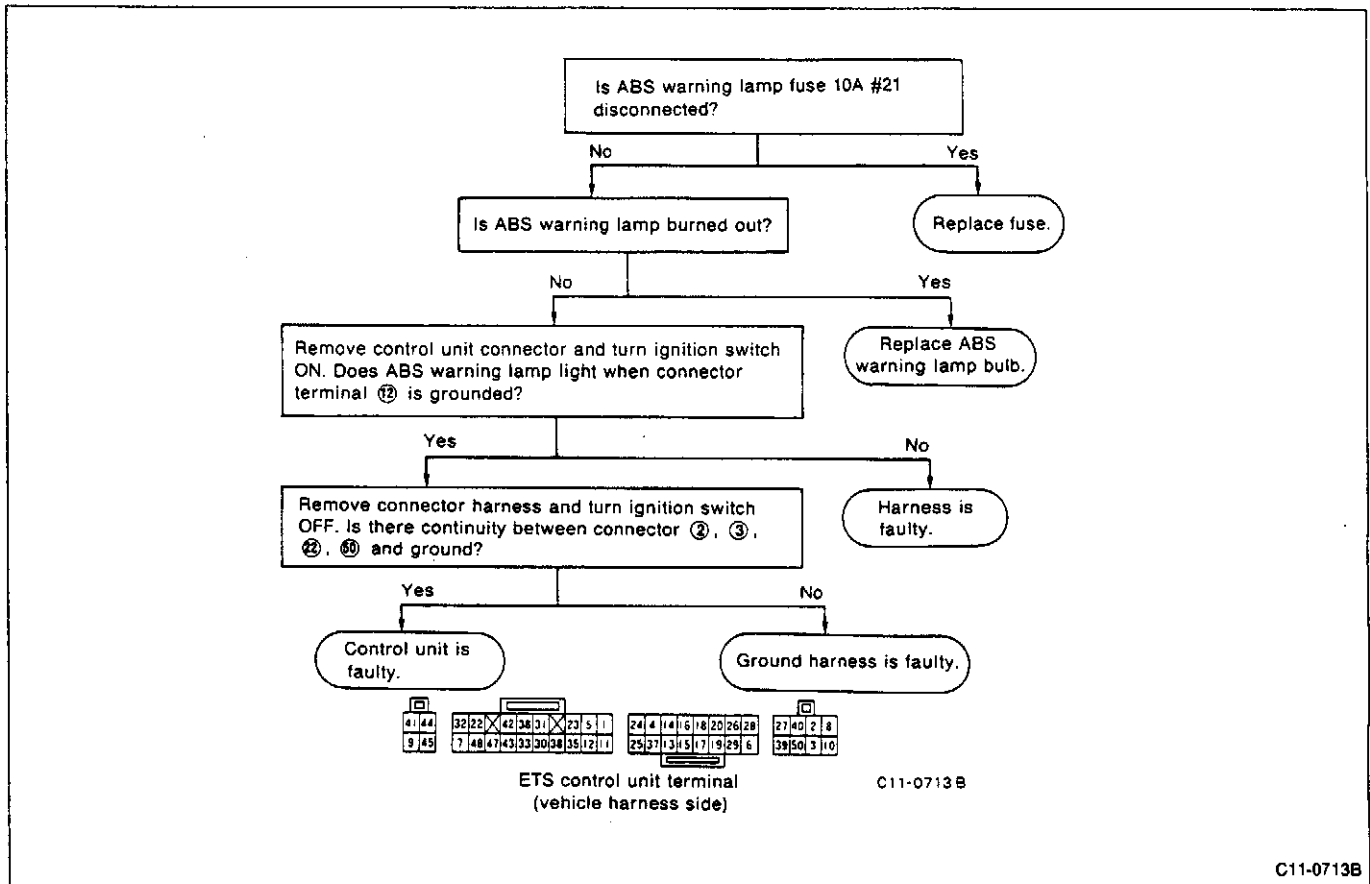 Is ABS warning lamp fuse 10A #21
disconnected?
No
Yes
Is ABS warning lamp burned out?
Replace fuse.
No
Yes
Remove control unit connector and turn ignition switch
ON. Does ABS warning lamp light when connector
terminal ⑫ is grounded?
Replace ABS
warning lamp bulb.
Yes
No
Remove connector harness and turn ignition switch
OFF. Is there continuity between connector ②, ③,
㉒, ㊿ and ground?
Harness is
faulty.
Yes
No
Control unit is
faulty.
Ground harness is faulty.
41 44
9 45
32 22 42 38 31 23 5 1
7 48 47 43 33 30 38 35 12 11
24 4 14 16 18 20 26 28
25 37 13 15 17 19 29 6
27 40 2 8
39 50 3 10
ETS control unit terminal
(vehicle harness side)
C11-0713B
C11-0713B